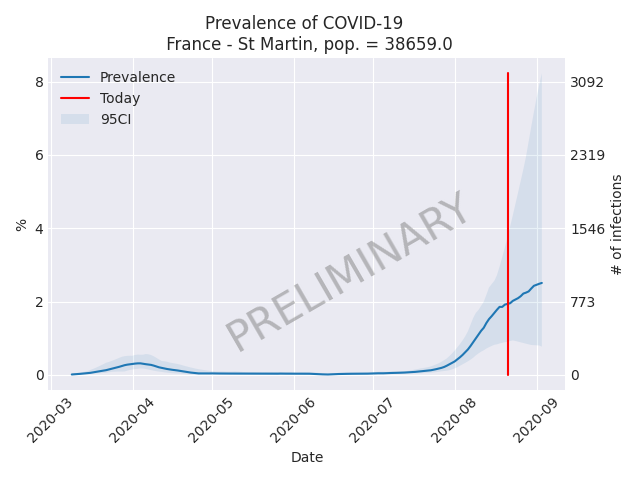 Prevalence of COVID-19
France - St Martin, pop. = 38659.0
Prevalence
Today
95CI
8
6
4
2
0
%
3092
2319
1546
773
0
# of infections
PRELIMINARY
2020-03
2020-04
2020-05
2020-06
2020-07
2020-08
2020-09
Date